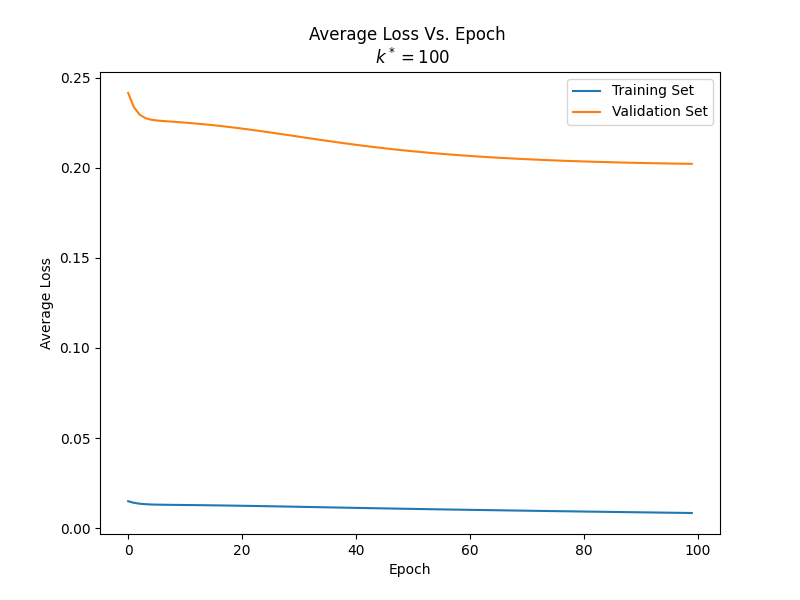 Average Loss Vs. Epoch
k* = 100
Training Set
Validation Set
0.25
0.20
0.15
0.10
0.05
0.00
Average Loss
0 20 40 60 80 100
Epoch